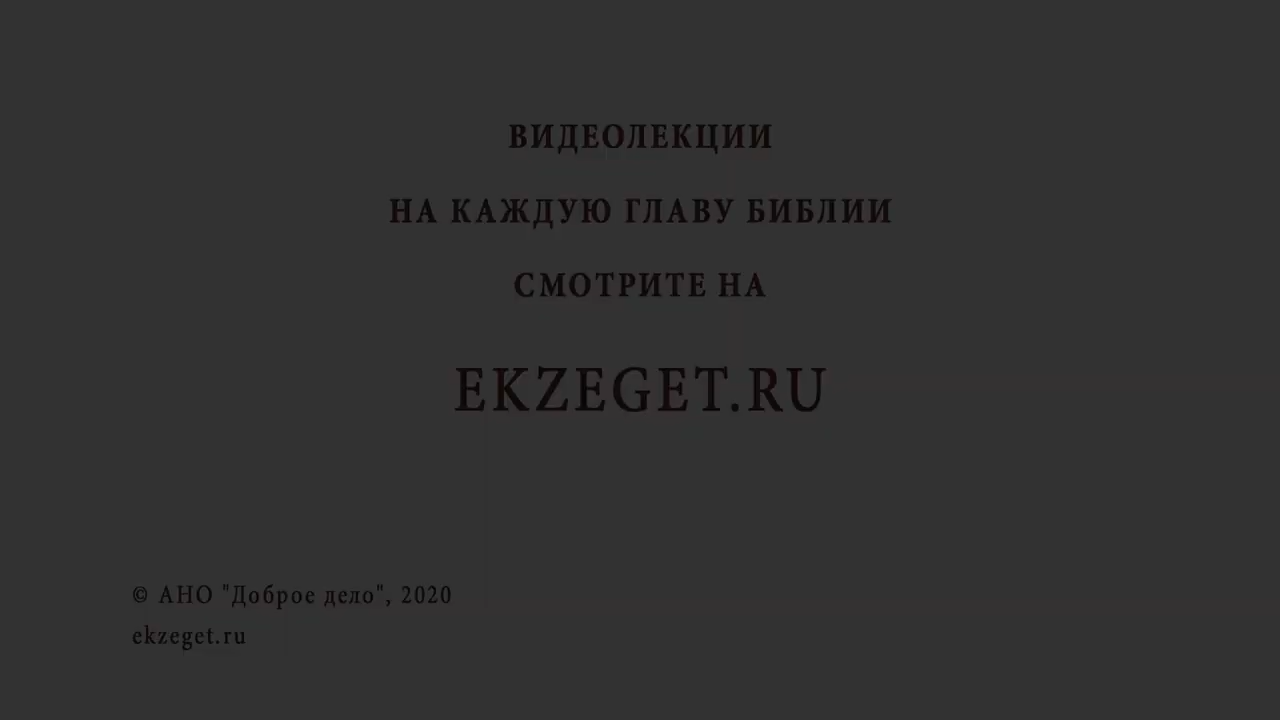 ВИДЕОЛЕКЦИИ
НА КАЖДУЮ ГЛАВУ БИБЛИИ
СМОТРИТЕ НА
EKZEGET.RU
© АНО "Доброе дело", 2020
ekzeget.ru